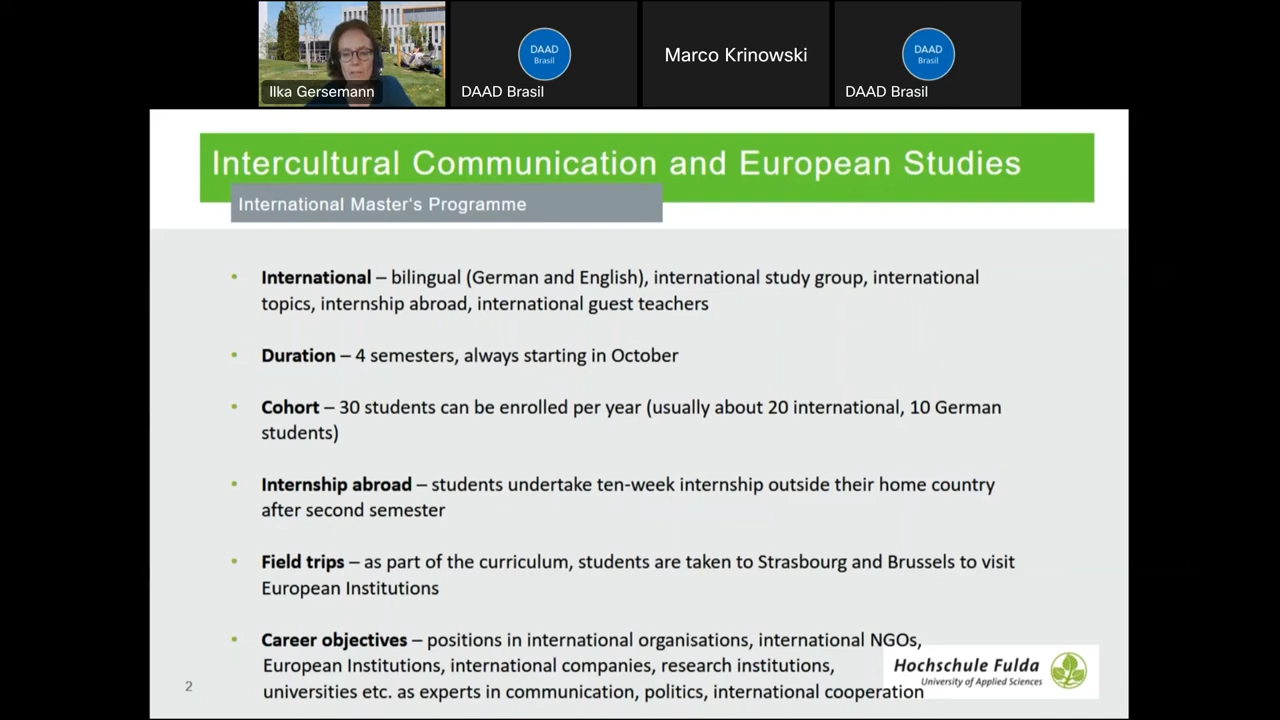 DAAD
Brasil
Marco Krinowski
DAAD
Brasil
Ilka Gersemann
DAAD Brasil
DAAD Brasil
Intercultural Communication and European Studies
International Master's Programme
• International – bilingual (German and English), international study group, international
topics, internship abroad, international guest teachers
• Duration – 4 semesters, always starting in October
• Cohort – 30 students can be enrolled per year (usually about 20 international, 10 German
students)
• Internship abroad – students undertake ten-week internship outside their home country
after second semester
• Field trips – as part of the curriculum, students are taken to Strasbourg and Brussels to visit
European Institutions
• Career objectives – positions in international organisations, international NGOs,
European Institutions, international companies, research institutions,
universities etc. as experts in communication, politics, international cooperation
Hochschule Fulda
University of Applied Sciences
2